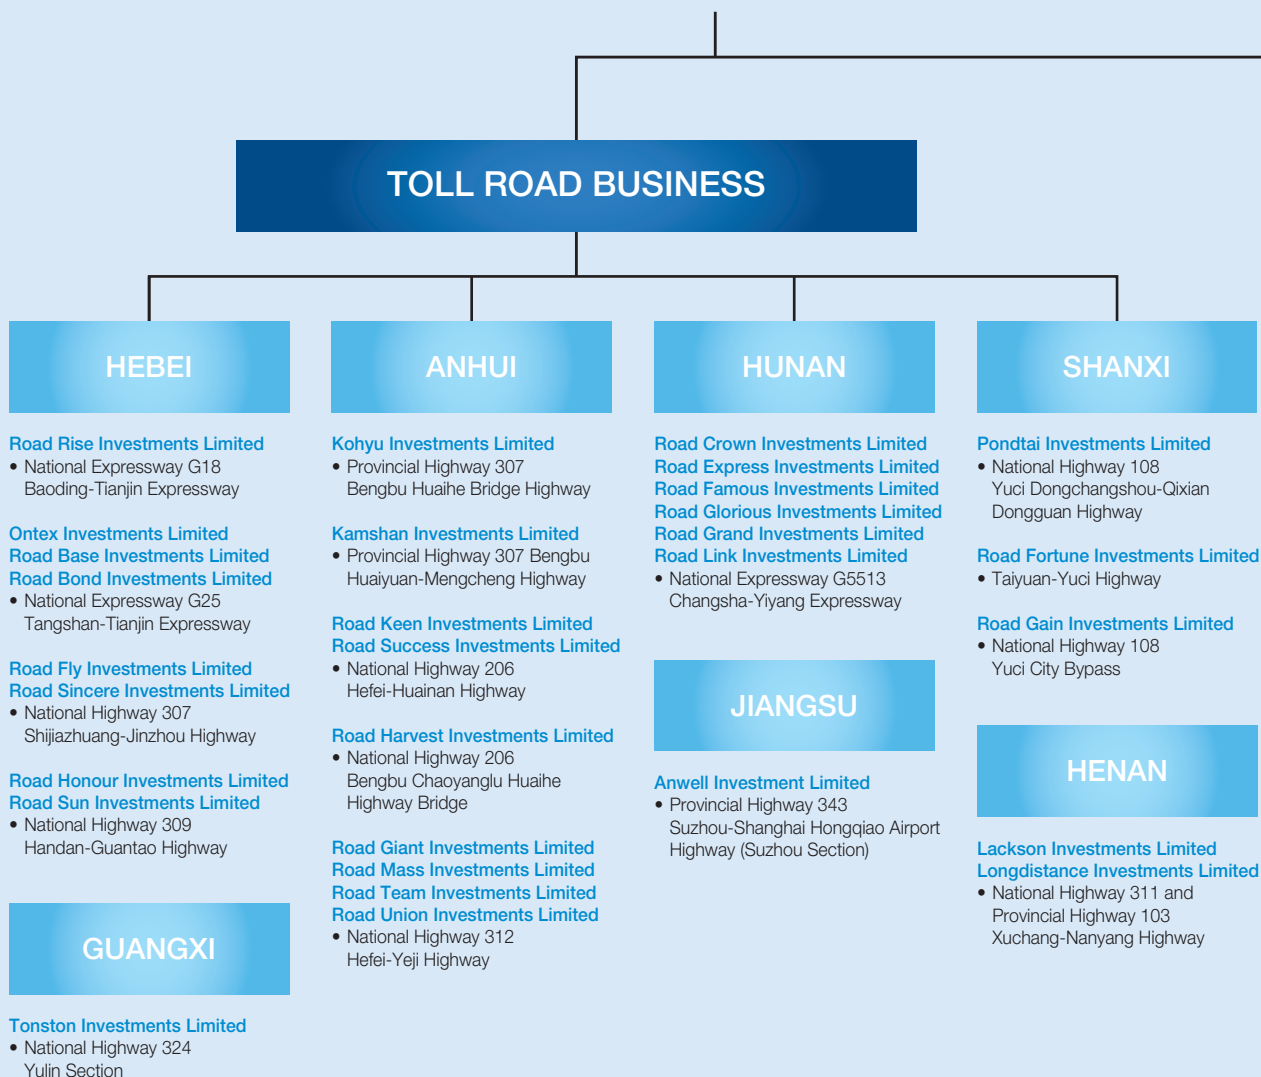 TOLL ROAD BUSINESS
HEBEI
Road Rise Investments Limited
• National Expressway G18
Baoding-Tianjin Expressway
Ontex Investments Limited
Road Base Investments Limited
Road Bond Investments Limited
• National Expressway G25
Tangshan-Tianjin Expressway
Road Fly Investments Limited
Road Sincere Investments Limited
• National Highway 307
Shijiazhuang-Jinzhou Highway
Road Honour Investments Limited
Road Sun Investments Limited
• National Highway 309
Handan-Guantao Highway
GUANGXI
Tonston Investments Limited
• National Highway 324
Yulin Section
ANHUI
Kohyu Investments Limited
• Provincial Highway 307
Bengbu Huaihe Bridge Highway
Kamshan Investments Limited
• Provincial Highway 307 Bengbu
Huaiyuan-Mengcheng Highway
Road Keen Investments Limited
Road Success Investments Limited
• National Highway 206
Hefei-Huainan Highway
Road Harvest Investments Limited
• National Highway 206
Bengbu Chaoyanglu Huaihe
Highway Bridge
Road Giant Investments Limited
Road Mass Investments Limited
Road Team Investments Limited
Road Union Investments Limited
• National Highway 312
Hefei-Yeji Highway
HUNAN
Road Crown Investments Limited
Road Express Investments Limited
Road Famous Investments Limited
Road Glorious Investments Limited
Road Grand Investments Limited
Road Link Investments Limited
• National Expressway G5513
Changsha-Yiyang Expressway
JIANGSU
Anwell Investment Limited
• Provincial Highway 343
Suzhou-Shanghai Hongqiao Airport
Highway (Suzhou Section)
SHANXI
Pondtai Investments Limited
• National Highway 108
Yuci Dongchangshou-Qixian
Dongguan Highway
Road Fortune Investments Limited
• Taiyuan-Yuci Highway
Road Gain Investments Limited
• National Highway 108
Yuci City Bypass
HENAN
Lackson Investments Limited
Longdistance Investments Limited
• National Highway 311 and
Provincial Highway 103
Xuchang-Nanyang Highway